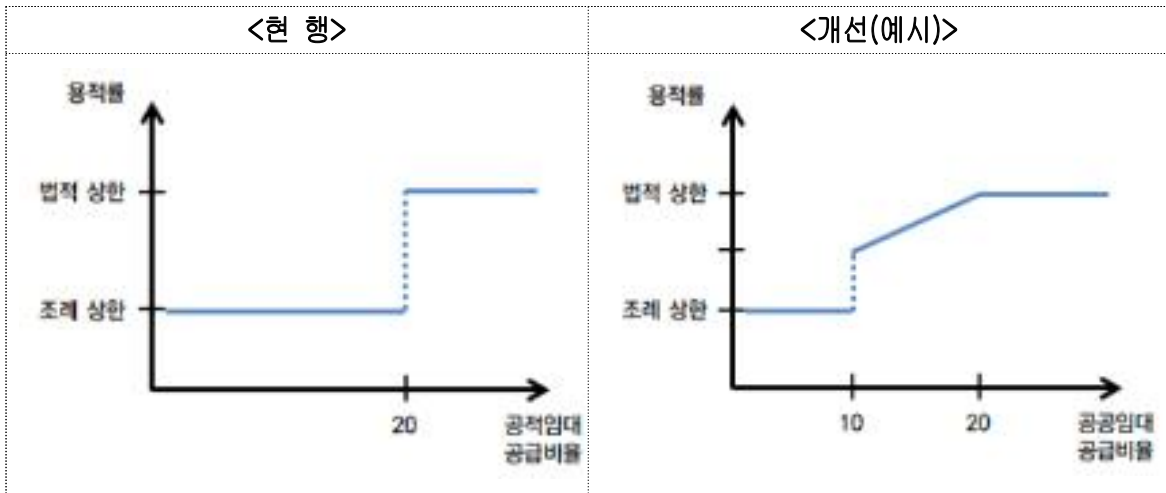 <현 행>
<개선(예시)>
용적률
법적 상한
조례 상한
20
공적임대
공급비율
용적률
법적 상한
조례 상한
10
20
공공임대
공급비율